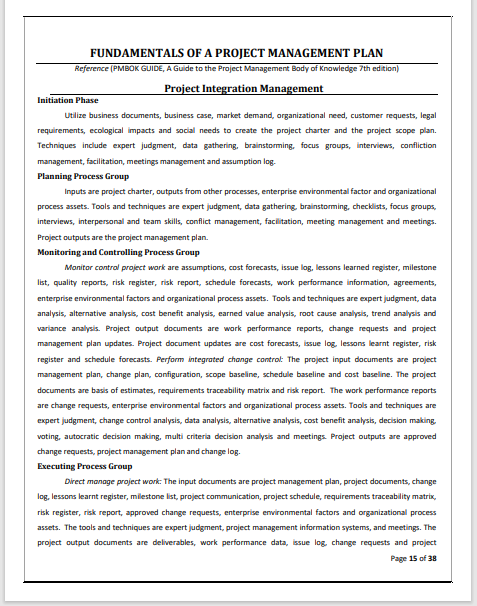 FUNDAMENTALS OF A PROJECT MANAGEMENT PLAN
Reference (PMBOK GUIDE, A Guide to the Project Management Body of Knowledge 7th edition)
Project Integration Management
Initiation Phase
Utilize business documents, business case, market demand, organizational need, customer requests, legal
requirements, ecological impacts and social needs to create the project charter and the project scope plan.
Techniques include expert judgment, data gathering, brainstorming, focus groups, interviews, confliction
management, facilitation, meetings management and assumption log.
Planning Process Group
Inputs are project charter, outputs from other processes, enterprise environmental factor and organizational
process assets. Tools and techniques are expert judgment, data gathering, brainstorming, checklists, focus groups,
interviews, interpersonal and team skills, conflict management, facilitation, meeting management and meetings.
Project outputs are the project management plan.
Monitoring and Controlling Process Group
Monitor control project work are assumptions, cost forecasts, issue log, lessons learned register, milestone
list, quality reports, risk register, risk report, schedule forecasts, work performance information, agreements,
enterprise environmental factors and organizational process assets. Tools and techniques are expert judgment, data
analysis, alternative analysis, cost benefit analysis, earned value analysis, root cause analysis, trend analysis and
variance analysis. Project output documents are work performance reports, change requests and project
management plan updates. Project document updates are cost forecasts, issue log, lessons learnt register, risk
register and schedule forecasts. Perform integrated change control: The project input documents are project
management plan, change plan, configuration, scope baseline, schedule baseline and cost baseline. The project
documents are basis of estimates, requirements traceability matrix and risk report. The work performance reports
are change requests, enterprise environmental factors and organizational process assets. Tools and techniques are
expert judgment, change control analysis, data analysis, alternative analysis, cost benefit analysis, decision making,
voting, autocratic decision making, multi criteria decision analysis and meetings. Project outputs are approved
change requests, project management plan and change log.
Executing Process Group
Direct manage project work: The input documents are project management plan, project documents, change
log, lessons learnt register, milestone list, project communication, project schedule, requirements traceability matrix,
risk register, risk report, approved change requests, enterprise environmental factors and organizational process
assets. The tools and techniques are expert judgment, project management information systems, and meetings. The
project output documents are deliverables, work performance data, issue log, change requests and project
Page 15 of 38